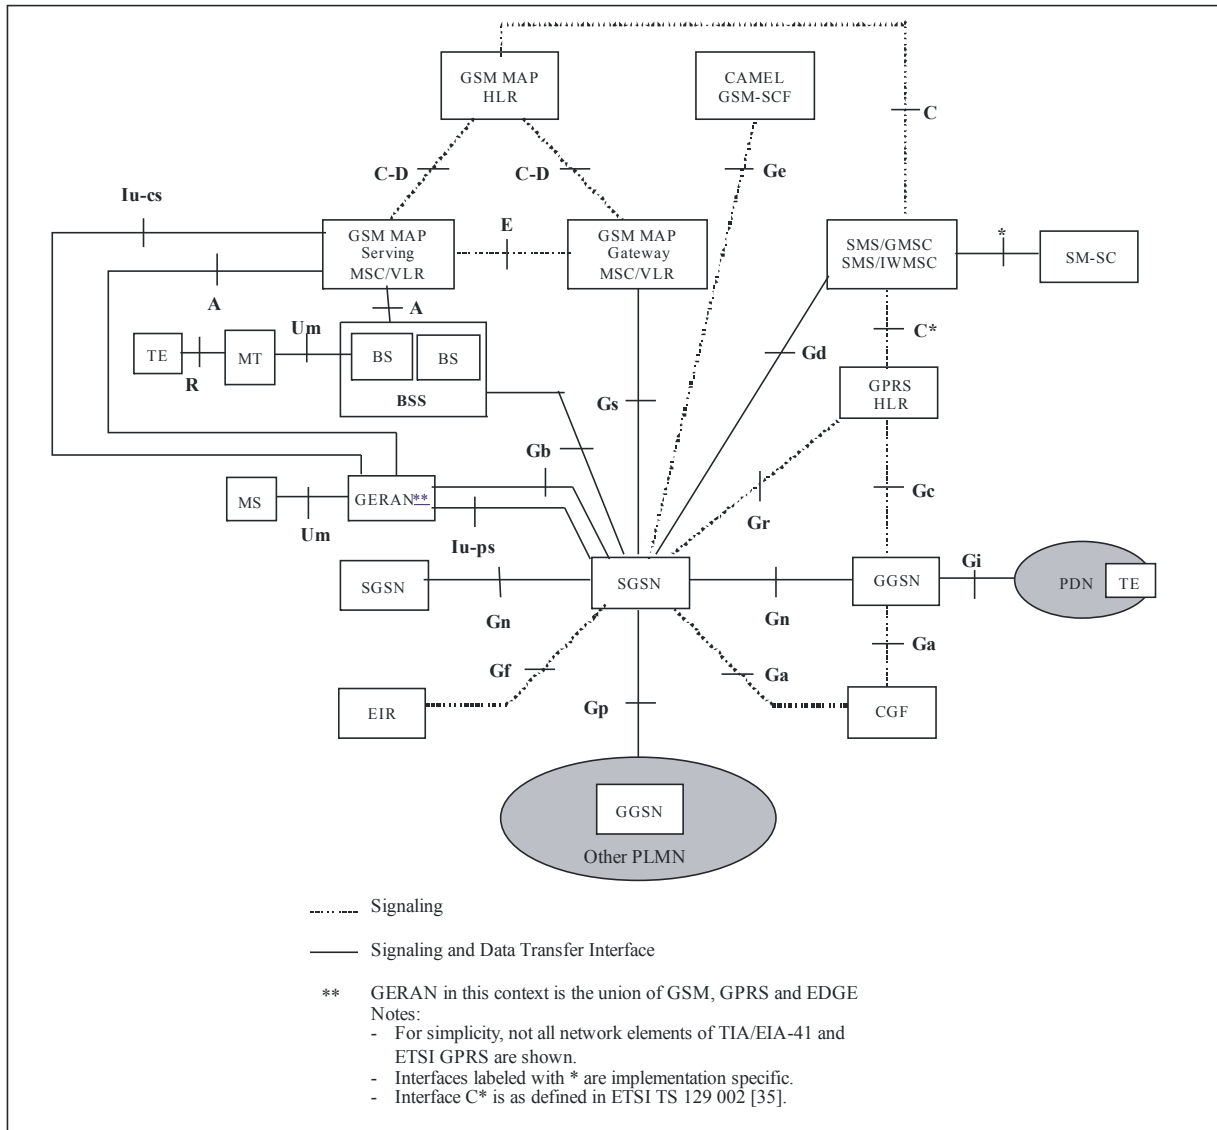 GSM MAP
HLR
CAMEL
GSM-SCF
C
C-D
C-D
Ge
Iu-cs
GSM MAP
Serving
MSC/VLR
E
GSM MAP
Gateway
MSC/VLR
SMS/GMSC
SMS/IWMSC
*
SM-SC
A
A
C*
TE
R
MT
Um
BS
BS
BSS
Gd
GPRS
HLR
Gs
Gb
Gc
MS
Um
GERAN**
Iu-ps
Gr
SGSN
Gn
SGSN
Gn
GGSN
Gi
PDN
TE
Gf
Ga
Ga
EIR
Gp
CGF
GGSN
Other PLMN
Signaling
Signaling and Data Transfer Interface
** GERAN in this context is the union of GSM, GPRS and EDGE
Notes:
- For simplicity, not all network elements of TIA/EIA-41 and
ETSI GPRS are shown.
- Interfaces labeled with * are implementation specific.
- Interface C* is as defined in ETSI TS 129 002 [35].